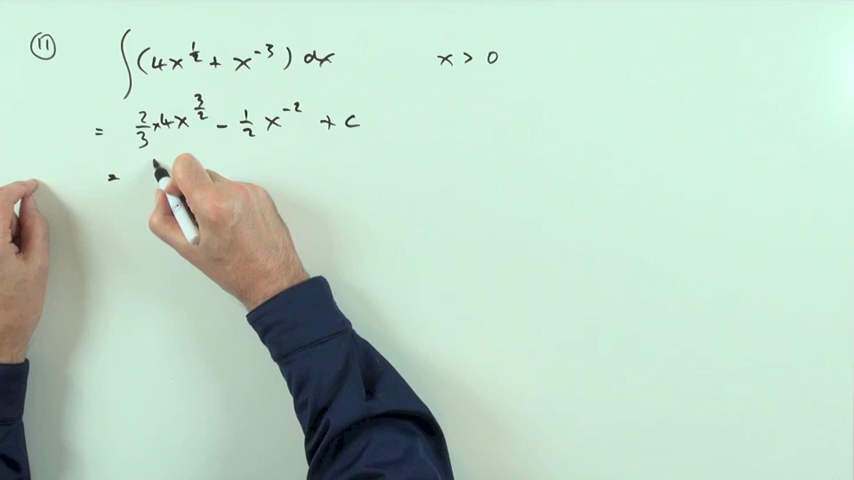 ⑪ ∫(4x^½ + x^-3) dx x > 0
= 2/3 × 4x^3/2 - 1/2 x^-2 + c
=